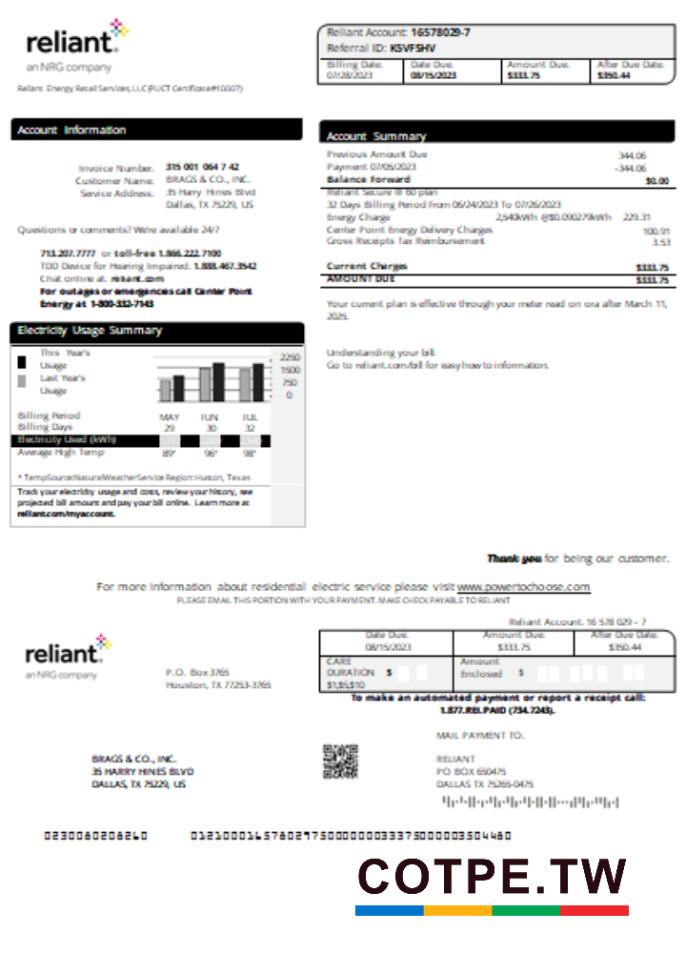 reliant.
an NRG company
Reliant Energy Retail Services, LLC (PUCT Certificate #10007)
Reliant Account: 16578029-7
Referral ID: KSVFSHV
Billing Date. Date Due. Amount Due. After Due Date.
07/28/2023 08/15/2023 $333.75 $350.44
Account Information
Invoice Number: 315 001 064 7 42
Customer Name: BRAGS & CO., INC.
Service Address: 35 Harry Hines Blvd
Dallas, TX 75229, US
Questions or comments? We're available 24/7
713.207.7777 or toll-free 1.866.222.7100
TDD Device for Hearing Impaired: 1.888.467.3542
Chat online at. reliant.com
For outages or emergences call Canter Point
Energy at 1-800-332-7143
Account Summary
Previous Amount Due 344.06
Payment 07/05/2023 -344.06
Balance Forward $0.00
Reliant Secure @ 60 plan
32 Days Billing Period From 06/24/2023 To 07/26/2023
Energy Charge 2,540kWh @$0.090279kWh 229.31
Center Point Energy Delivery Charges 100.91
Gross Receipts Tax Reimbursement 3.53
Current Charges $333.75
AMOUNT DUE $333.75
Your current plan is effective through your meter read on ora after March 11,
2025.
Understanding your bill.
Go to reliant.com/bill for easy how to information.
Electricity Usage Summary
This Year's
Usage
Last Year's
Usage
2250
1500
750
0
Billing Period MAY IUN IUL
Billing Days 29 30 32
Electricity Used (kWh)
Average High Temp 89° 96° 98°
* TempSourceNaturalWeatherService Region: Huston, Texas
Track your electricity usage and costs, review your history, see
projected bill amount and pay your bill online. Learn more at
reliant.com/myaccount.
Thank you for being our customer.
For more information about residential electric service please visit www.powertochoose.com
PLEASE EMAIL THIS PORTION WITH YOUR PAYMENT. MAKE CHECK PAYABLE TO RELIANT
Reliant Account: 16 578 029 - 7
reliant.
an NRG company
P.O. Box 3765
Houston, TX 77253-3765
Date Due. Amount Due. After Due Date.
08/15/2023 $333.75 $350.44
CARE
DURATION $
$1,$5,$10
Amount
Enclosed $
To make an automated payment or report a receipt call:
1.877.REL.PAID (734.7243).
MAIL PAYMENT TO.
BRAGS & CO., INC.
35 HARRY HINES BLVD
DALLAS, TX 75229, US
RELIANT
PO BOX 650475
DALLAS TX 75265-0475
COTPE.TW